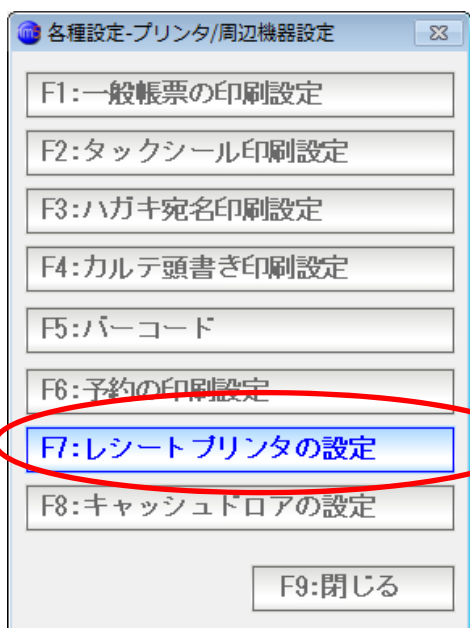 各種設定-プリンタ/周辺機器設定
F1:一般帳票の印刷設定
F2:タックシール印刷設定
F3:ハガキ宛名印刷設定
F4:カルテ頭書き印刷設定
F5:バーコード
F6:予約の印刷設定
F7:レシートプリンタの設定
F8:キャッシュドロアの設定
F9:閉じる